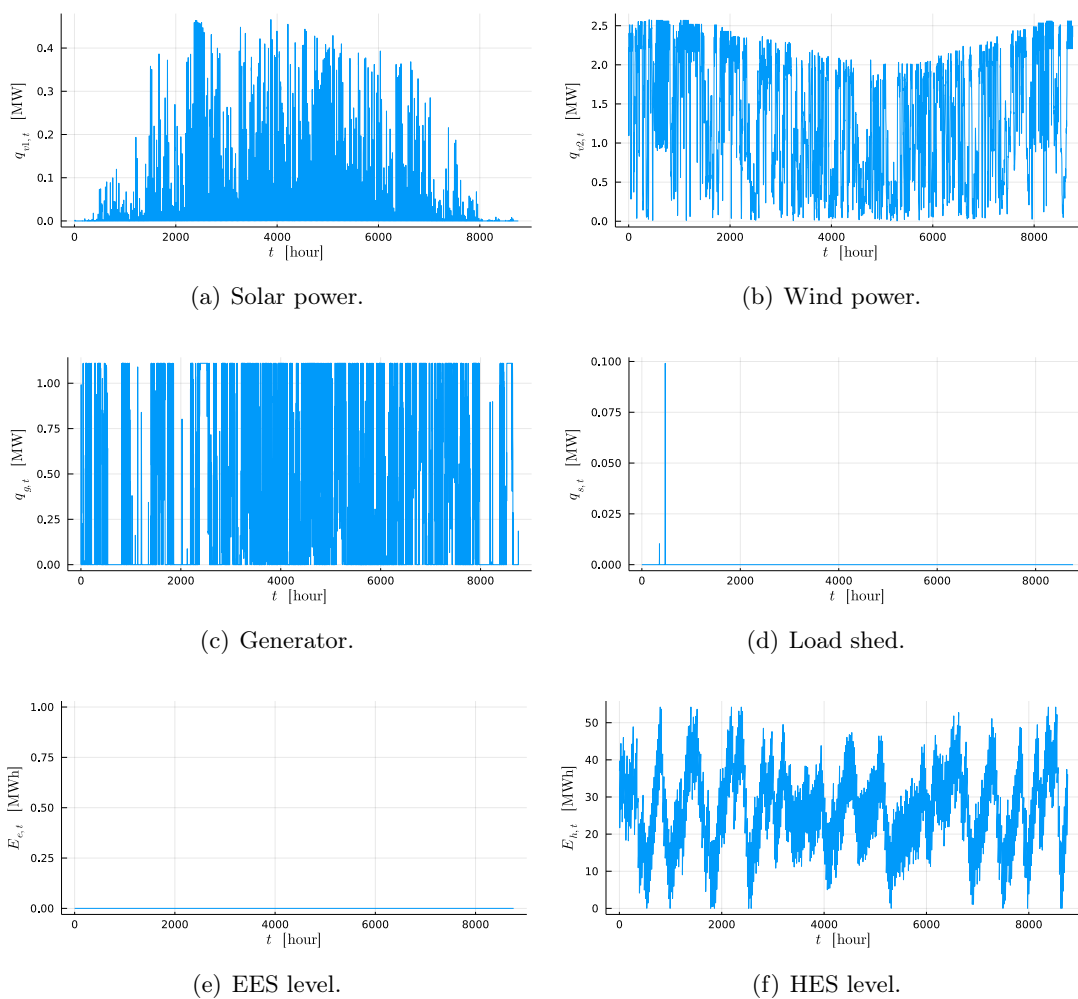 0.4
0.3
0.2
0.1
0.0
q_{v1,t} [MW]
0 2000 4000 6000 8000
t [hour]
(a) Solar power.
2.5
2.0
1.5
1.0
0.5
0.0
q_{v2,t} [MW]
0 2000 4000 6000 8000
t [hour]
(b) Wind power.
1.00
0.75
0.50
0.25
0.00
q_{g,t} [MW]
0 2000 4000 6000 8000
t [hour]
(c) Generator.
0.100
0.075
0.050
0.025
0.000
q_{s,t} [MW]
0 2000 4000 6000 8000
t [hour]
(d) Load shed.
1.00
0.75
0.50
0.25
0.00
E_{e,t} [MWh]
0 2000 4000 6000 8000
t [hour]
(e) EES level.
50
40
30
20
10
0
E_{h,t} [MWh]
0 2000 4000 6000 8000
t [hour]
(f) HES level.